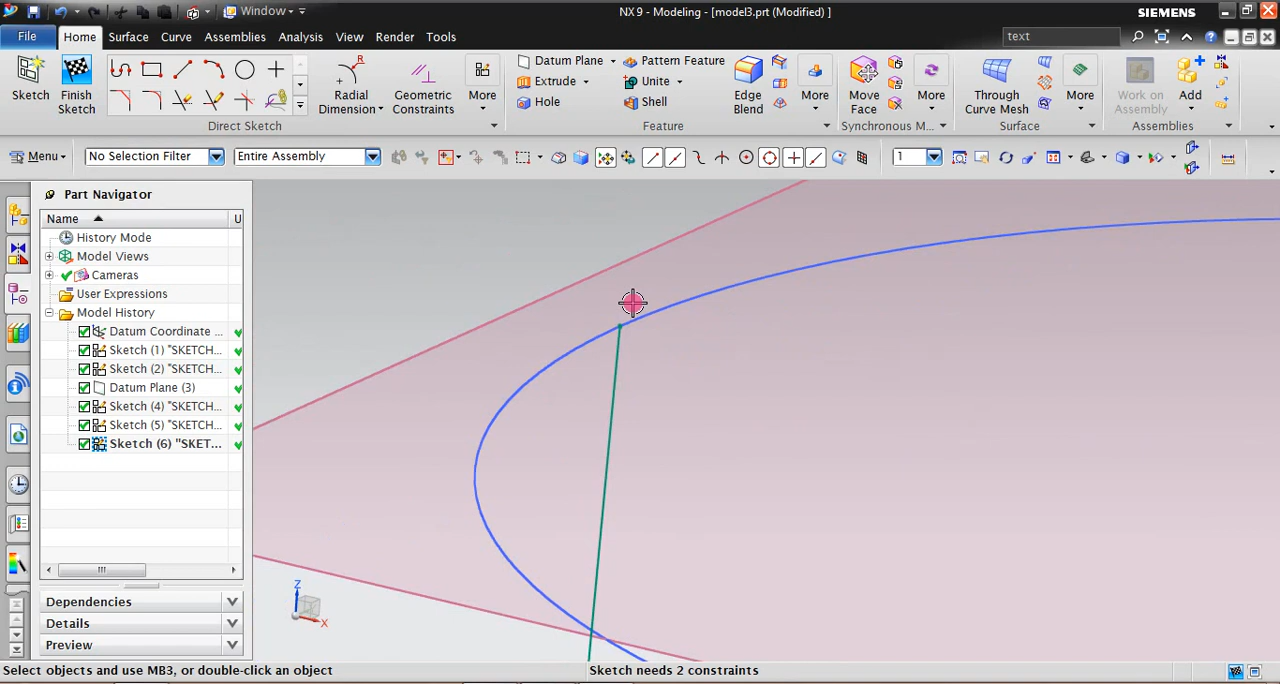 Window
NX 9 - Modeling - [model3.prt (Modified) ]
SIEMENS
File
Home
Surface
Curve
Assemblies
Analysis
View
Render
Tools
text
Sketch
Finish Sketch
Radial Dimension
Geometric Constraints
More
Datum Plane
Extrude
Hole
Pattern Feature
Unite
Shell
Edge Blend
More
Move Face
More
Through Curve Mesh
More
Work on Assembly
Add
Direct Sketch
Feature
Synchronous M...
Surface
Assemblies
Menu
No Selection Filter
Entire Assembly
1
Part Navigator
Name
U
History Mode
Model Views
Cameras
User Expressions
Model History
Datum Coordinate ...
Sketch (1) "SKETCH...
Sketch (2) "SKETCH...
Datum Plane (3)
Sketch (4) "SKETCH...
Sketch (5) "SKETCH...
Sketch (6) "SKET...
Dependencies
Details
Preview
Z
X
Select objects and use MB3, or double-click an object
Sketch needs 2 constraints